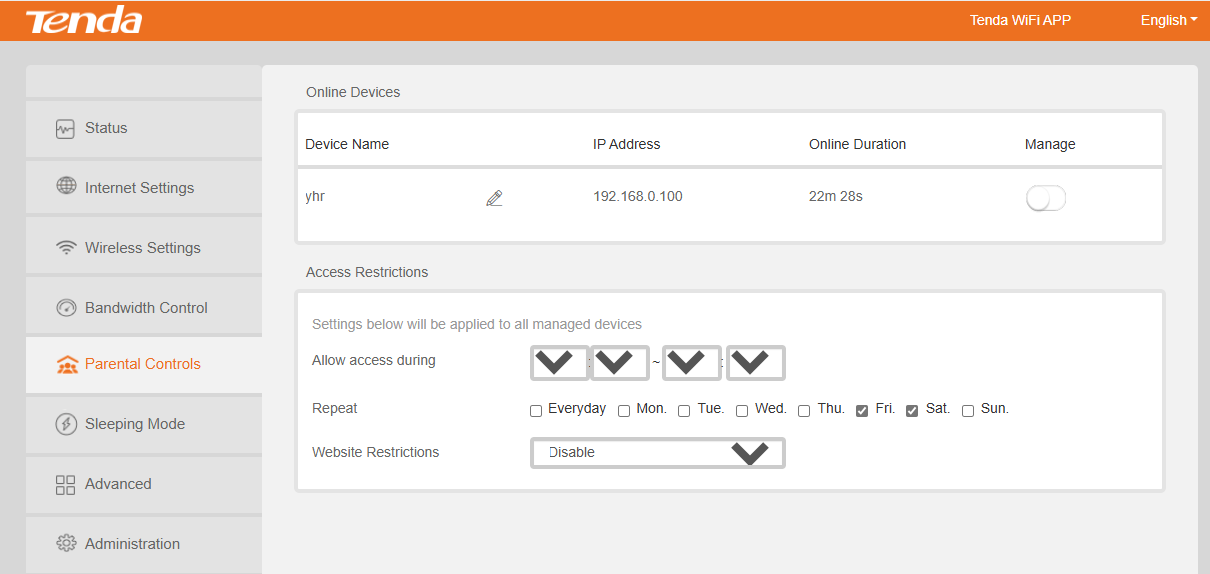 Tenda
Tenda WiFi APP English
Status
Internet Settings
Wireless Settings
Bandwidth Control
Parental Controls
Sleeping Mode
Advanced
Administration
Online Devices
Device Name IP Address Online Duration Manage
yhr 192.168.0.100 22m 28s
Access Restrictions
Settings below will be applied to all managed devices
Allow access during : ~ :
Repeat Everyday Mon. Tue. Wed. Thu. Fri. Sat. Sun.
Website Restrictions Disable